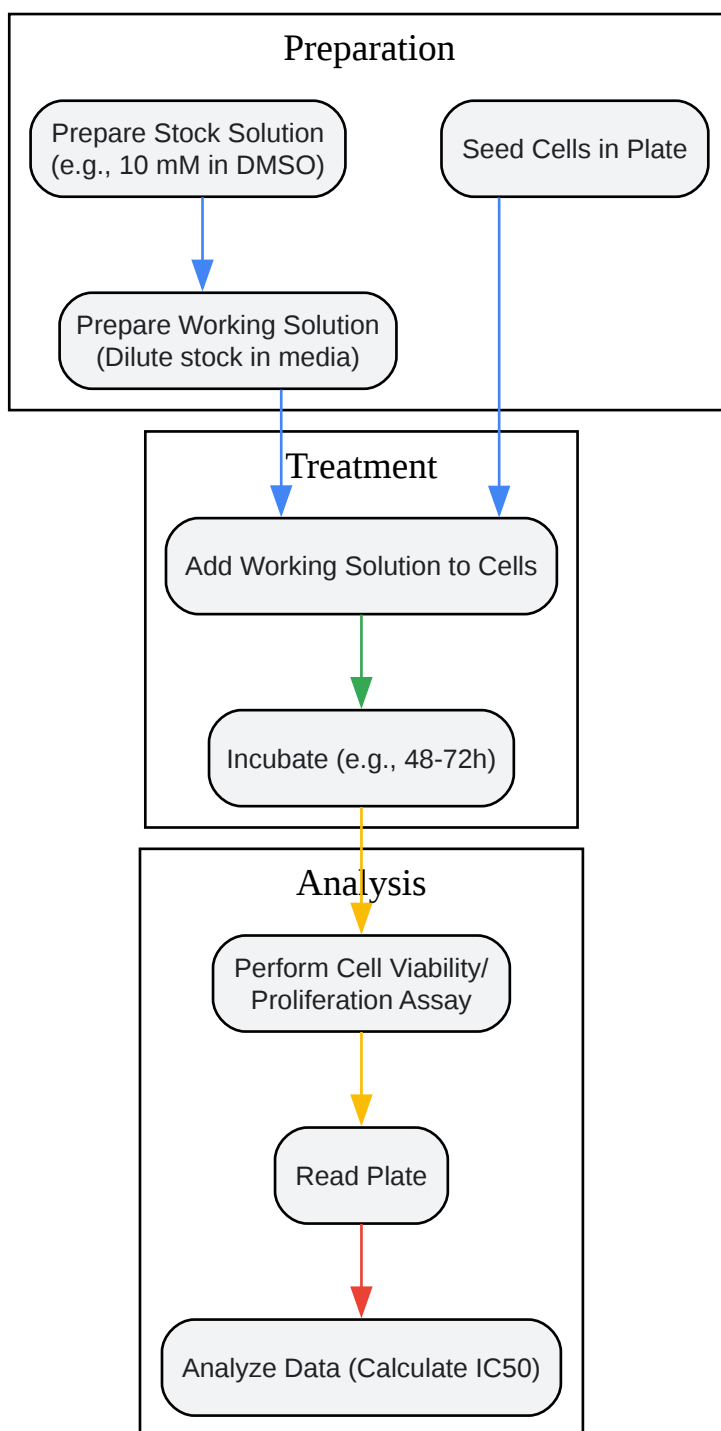 Preparation
Prepare Stock Solution
(e.g., 10 mM in DMSO)
Seed Cells in Plate
Prepare Working Solution
(Dilute stock in media)
Treatment
Add Working Solution to Cells
Incubate (e.g., 48-72h)
Analysis
Perform Cell Viability/
Proliferation Assay
Read Plate
Analyze Data (Calculate IC50)